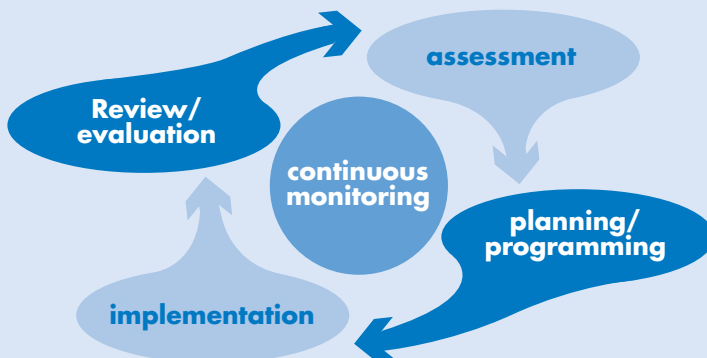 assessment
Review/
evaluation
continuous
monitoring
planning/
programming
implementation